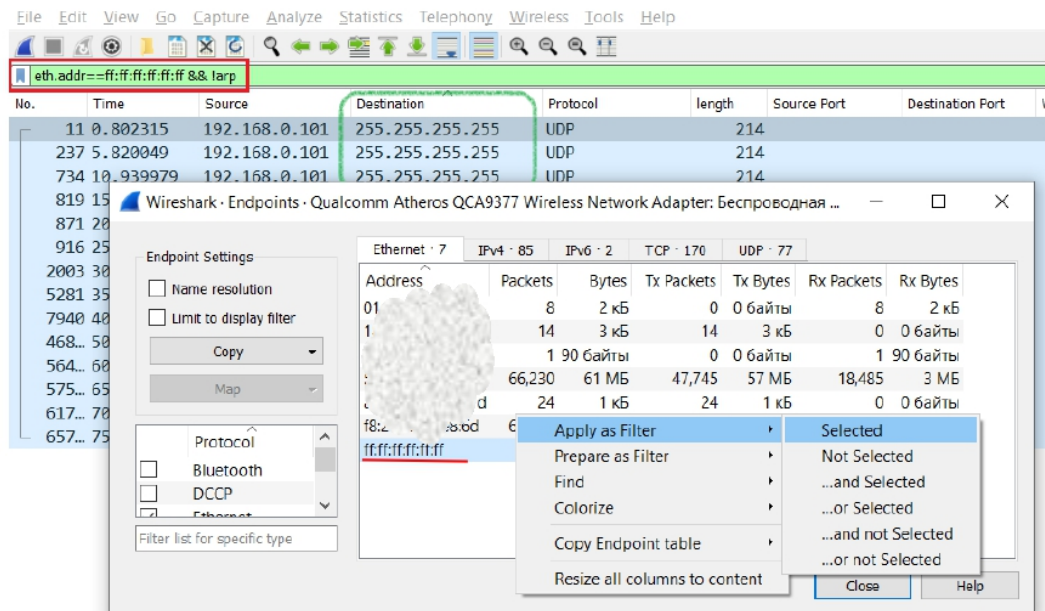 File Edit View Go Capture Analyze Statistics Telephony Wireless Tools Help
eth.addr==ff:ff:ff:ff:ff:ff && !arp
No. Time Source Destination Protocol length Source Port Destination Port
11 0.802315 192.168.0.101 255.255.255.255 UDP 214
237 5.820049 192.168.0.101 255.255.255.255 UDP 214
734 10.939979 192.168.0.101 255.255.255.255 UDP 214
819 15
871 20
916 25
2003 30
5281 35
7940 40
468... 50
564... 60
575... 65
617... 70
657... 75
Wireshark · Endpoints · Qualcomm Atheros QCA9377 Wireless Network Adapter: Беспроводная ...
Endpoint Settings
Name resolution
Limit to display filter
Copy
Map
Protocol
Bluetooth
DCCP
Ethernet
Filter list for specific type
Ethernet · 7 IPv4 · 85 IPv6 · 2 TCP · 170 UDP · 77
Address Packets Bytes Tx Packets Tx Bytes Rx Packets Rx Bytes
01 8 2 кБ 0 0 байты 8 2 кБ
1 14 3 кБ 14 3 кБ 0 0 байты
1 90 байты 0 0 байты 1 90 байты
66,230 61 МБ 47,745 57 МБ 18,485 3 МБ
d 24 1 кБ 24 1 кБ 0 0 байты
f8:2 e8:6d 6
ff:ff:ff:ff:ff:ff
Apply as Filter
Prepare as Filter
Find
Colorize
Copy Endpoint table
Resize all columns to content
Selected
Not Selected
...and Selected
...or Selected
...and not Selected
...or not Selected
Close Help